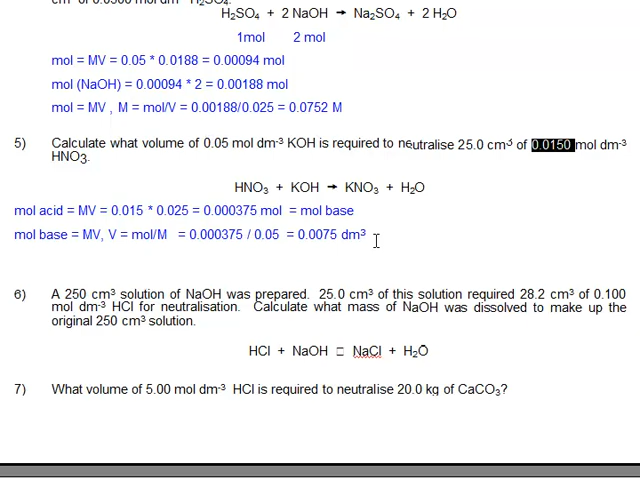 H₂SO₄ + 2 NaOH → Na₂SO₄ + 2 H₂O
1mol 2 mol
mol = MV = 0.05 * 0.0188 = 0.00094 mol
mol (NaOH) = 0.00094 * 2 = 0.00188 mol
mol = MV , M = mol/V = 0.00188/0.025 = 0.0752 M
5) Calculate what volume of 0.05 mol dm⁻³ KOH is required to neutralise 25.0 cm³ of 0.0150 mol dm⁻³
HNO₃.
HNO₃ + KOH → KNO₃ + H₂O
mol acid = MV = 0.015 * 0.025 = 0.000375 mol = mol base
mol base = MV, V = mol/M = 0.000375 / 0.05 = 0.0075 dm³
6) A 250 cm³ solution of NaOH was prepared. 25.0 cm³ of this solution required 28.2 cm³ of 0.100
mol dm⁻³ HCl for neutralisation. Calculate what mass of NaOH was dissolved to make up the
original 250 cm³ solution.
HCl + NaOH □ NaCl + H₂O
7) What volume of 5.00 mol dm⁻³ HCl is required to neutralise 20.0 kg of CaCO₃?